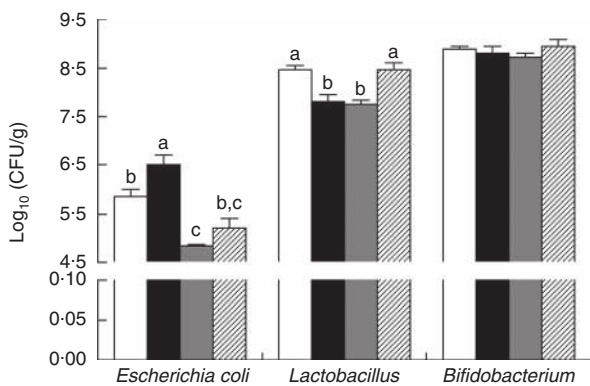 9·5
8·5
7·5
6·5
5·5
4·5
0·10
0·05
0·00
Log10 (CFU/g)
b
a
c
b,c
a
b
b
a
Escherichia coli
Lactobacillus
Bifidobacterium